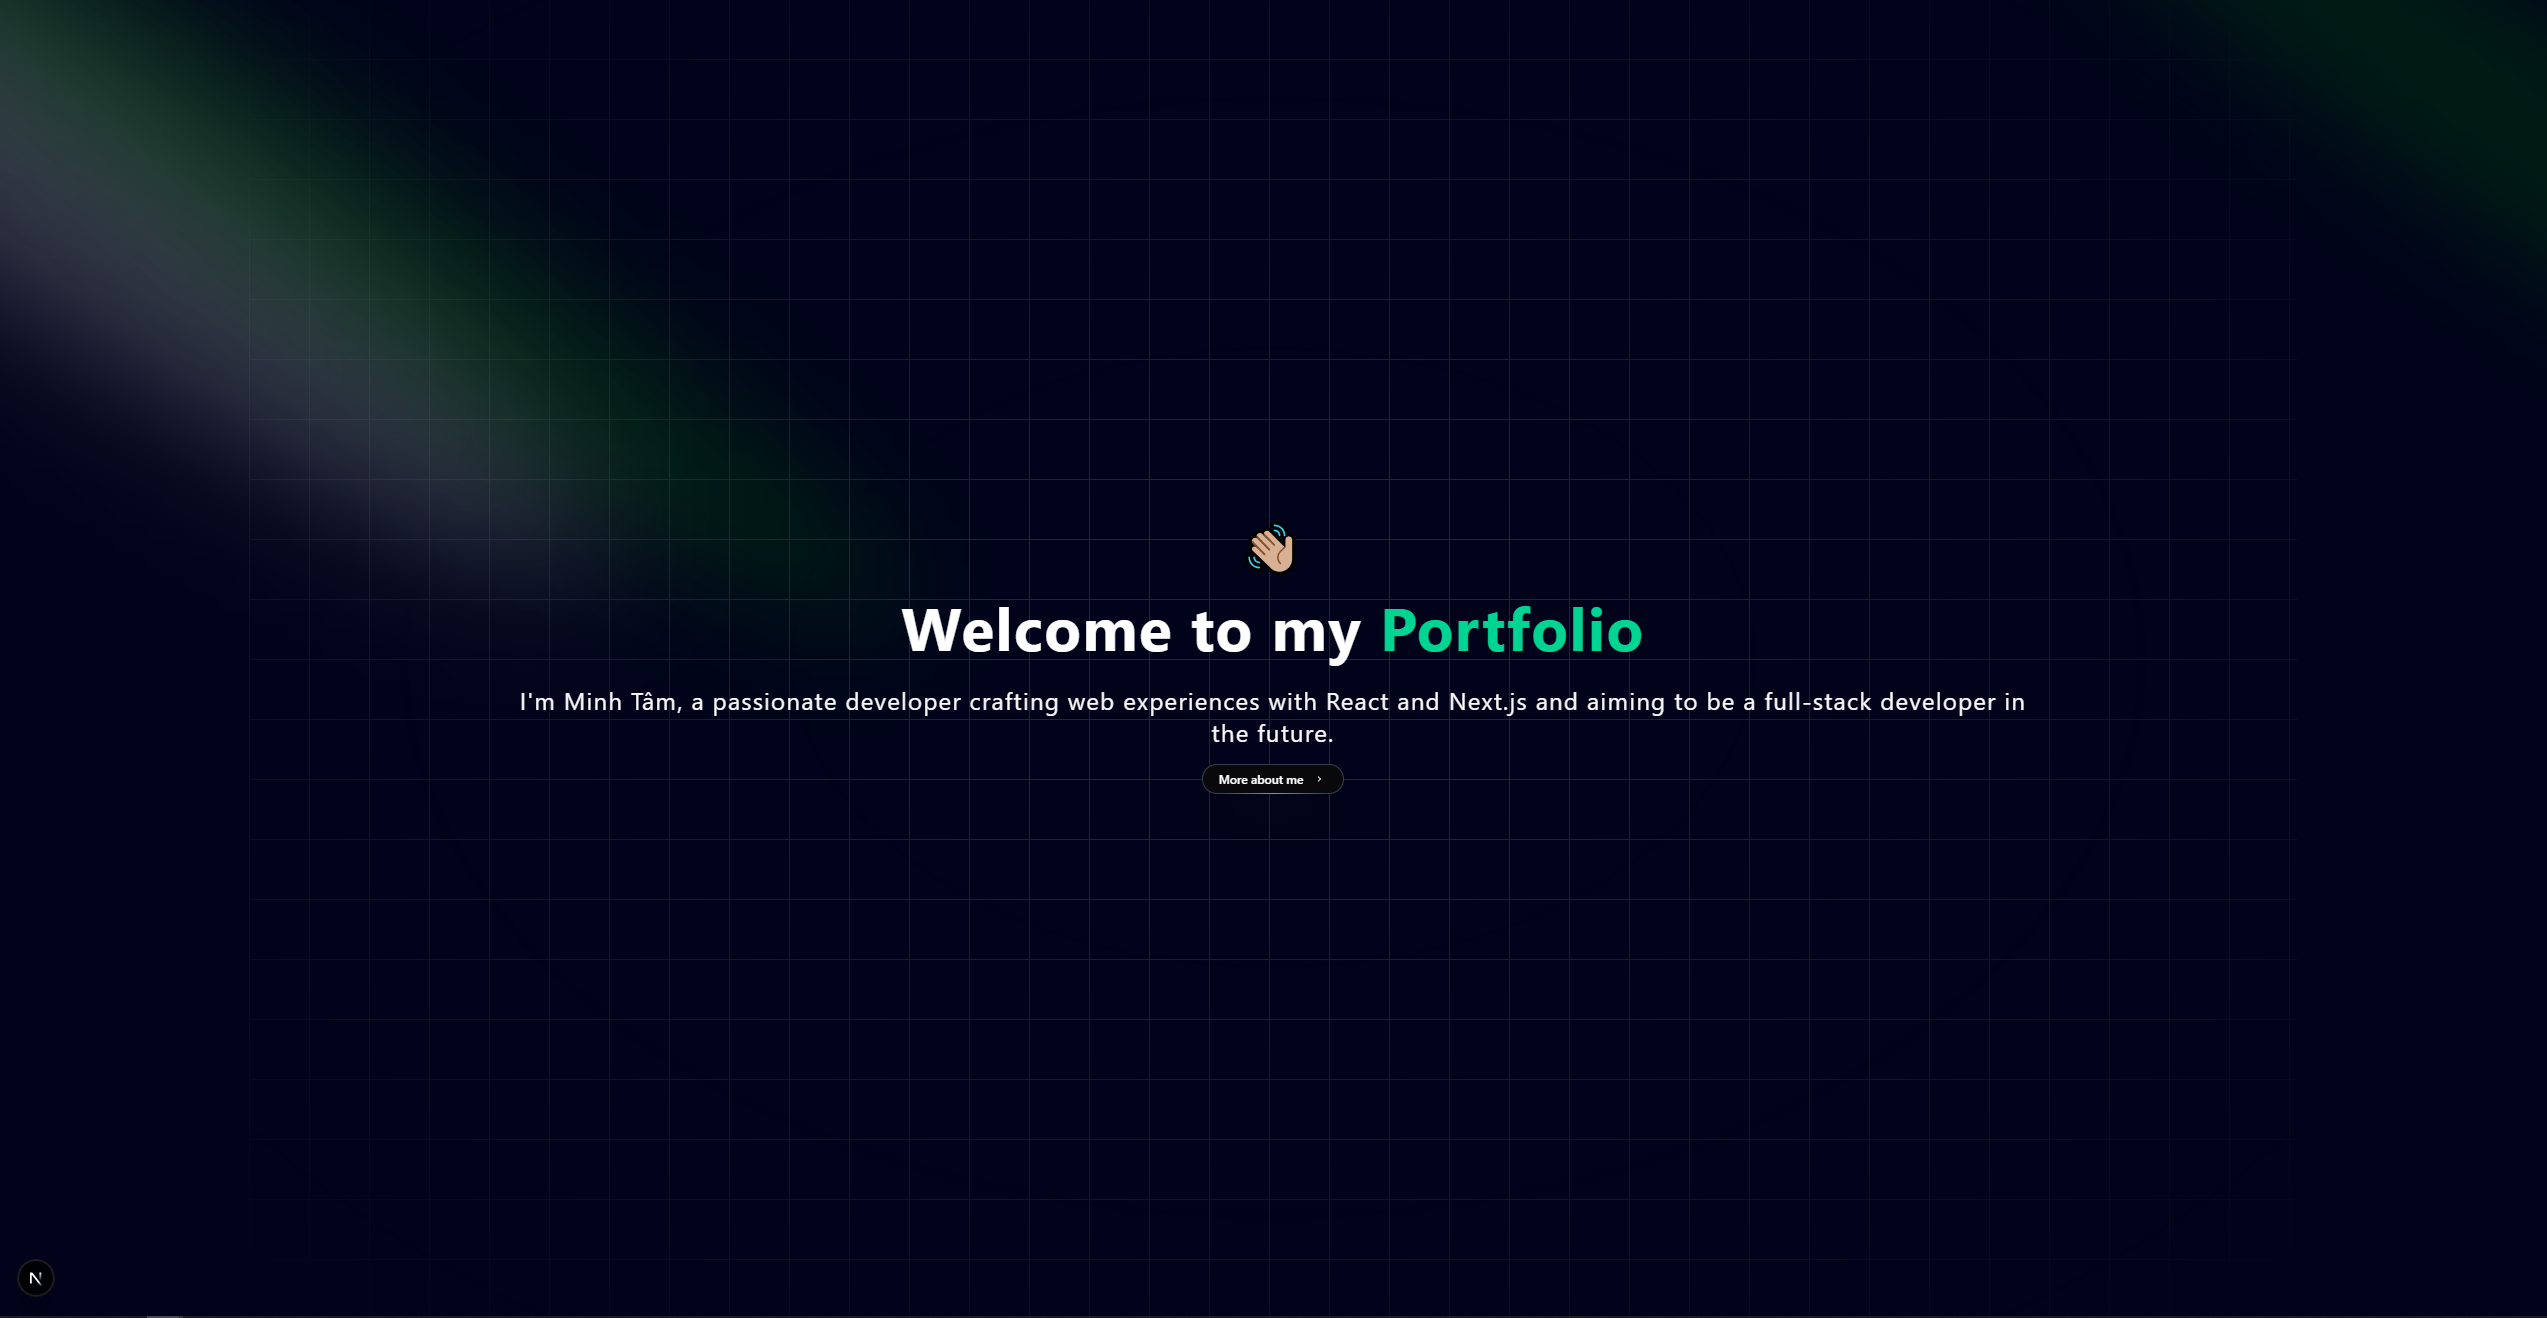 Welcome to my Portfolio
I'm Minh Tâm, a passionate developer crafting web experiences with React and Next.js and aiming to be a full-stack developer in
the future.
More about me
N